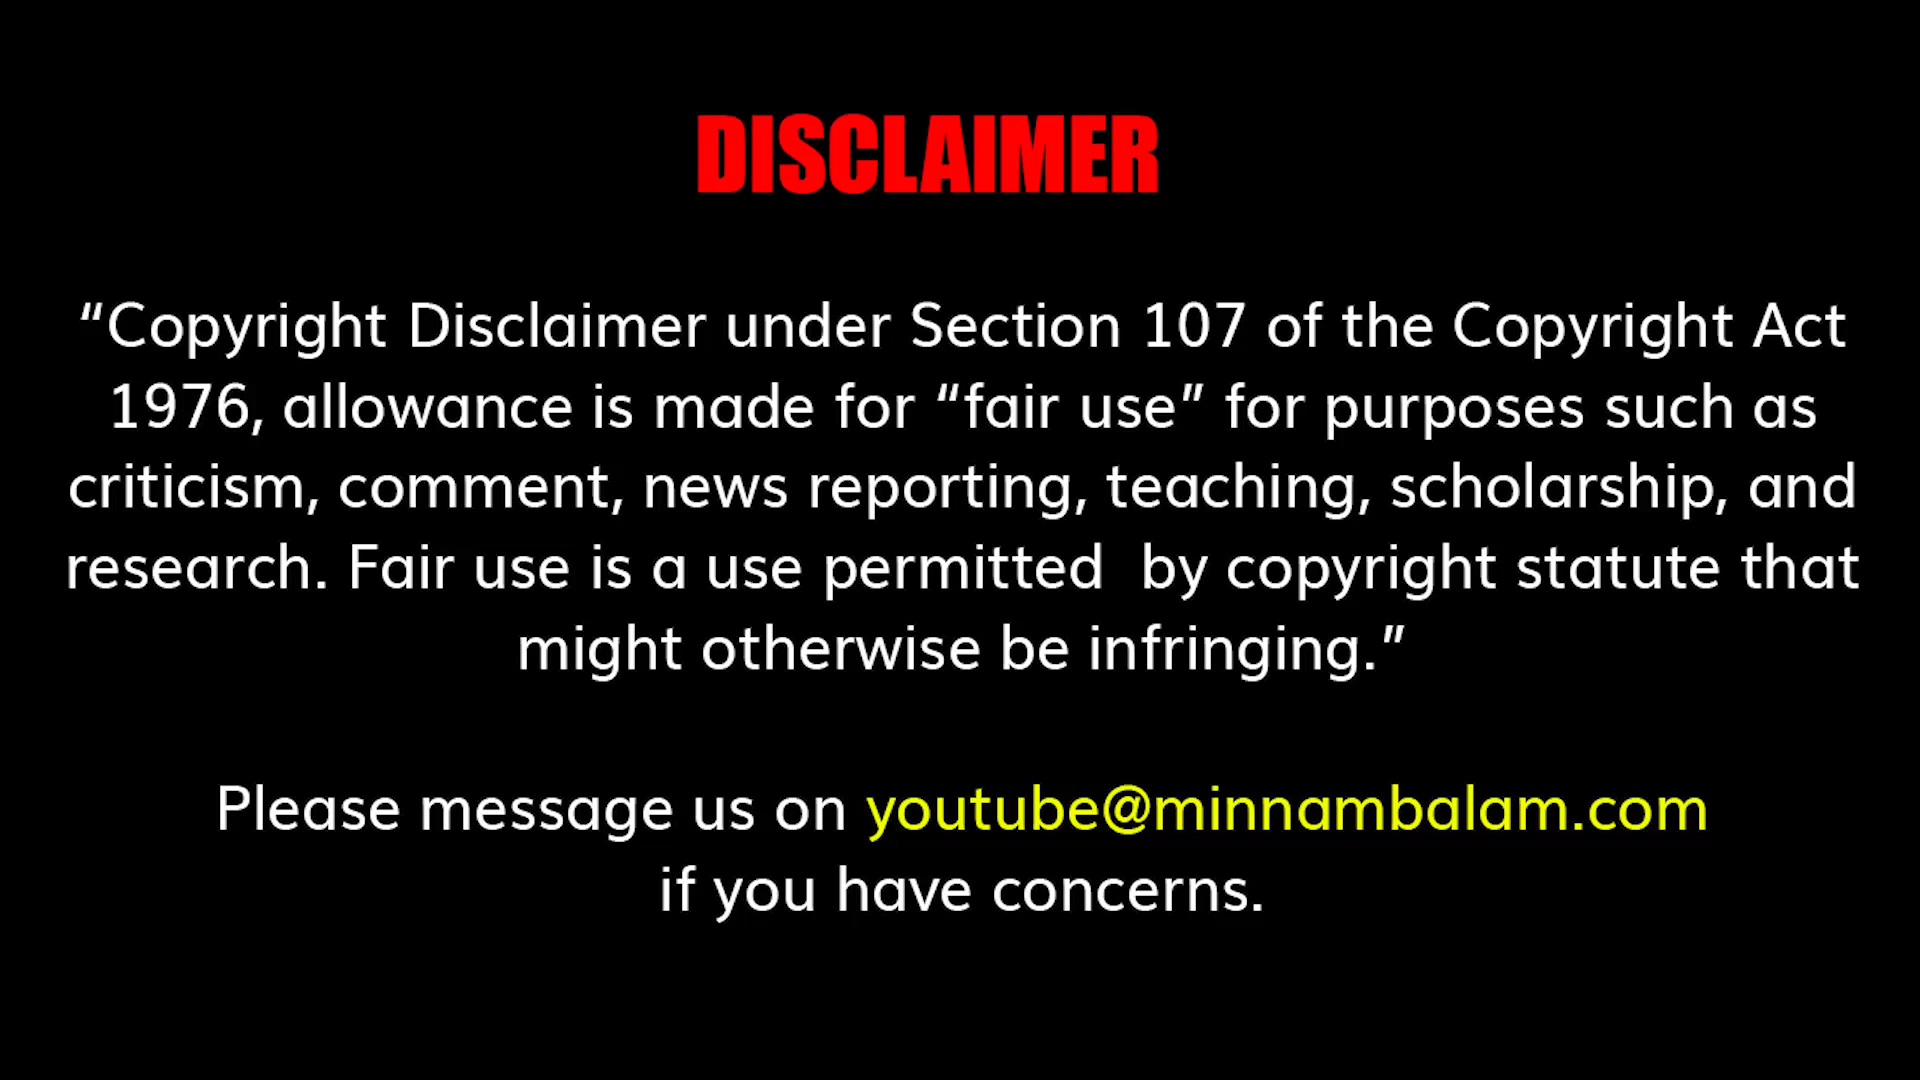 DISCLAIMER
“Copyright Disclaimer under Section 107 of the Copyright Act
1976, allowance is made for “fair use” for purposes such as
criticism, comment, news reporting, teaching, scholarship, and
research. Fair use is a use permitted  by copyright statute that
might otherwise be infringing.”
Please message us on youtube@minnambalam.com
if you have concerns.